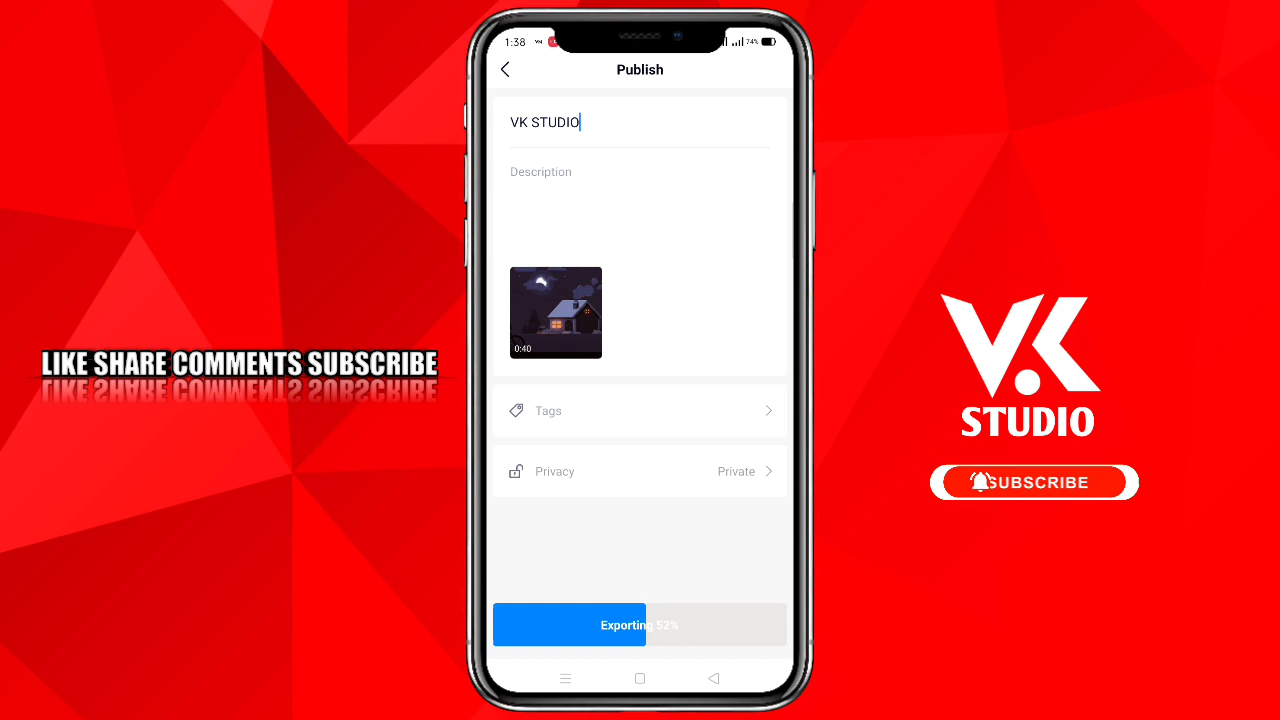 1:38
74%
Publish
VK STUDIO
Description
0:40
Tags
Privacy Private
Exporting 52%
LIKE SHARE COMMENTS SUBSCRIBE
VK
STUDIO
SUBSCRIBE